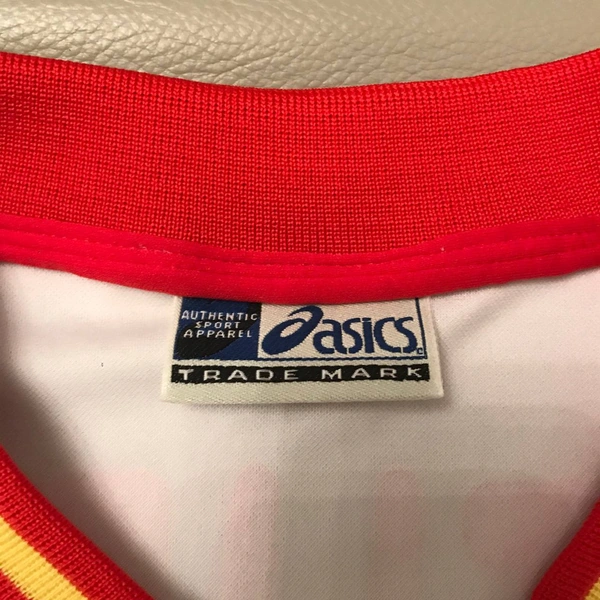 AUTHENTIC
SPORT
APPAREL
asics
TRADE MARK